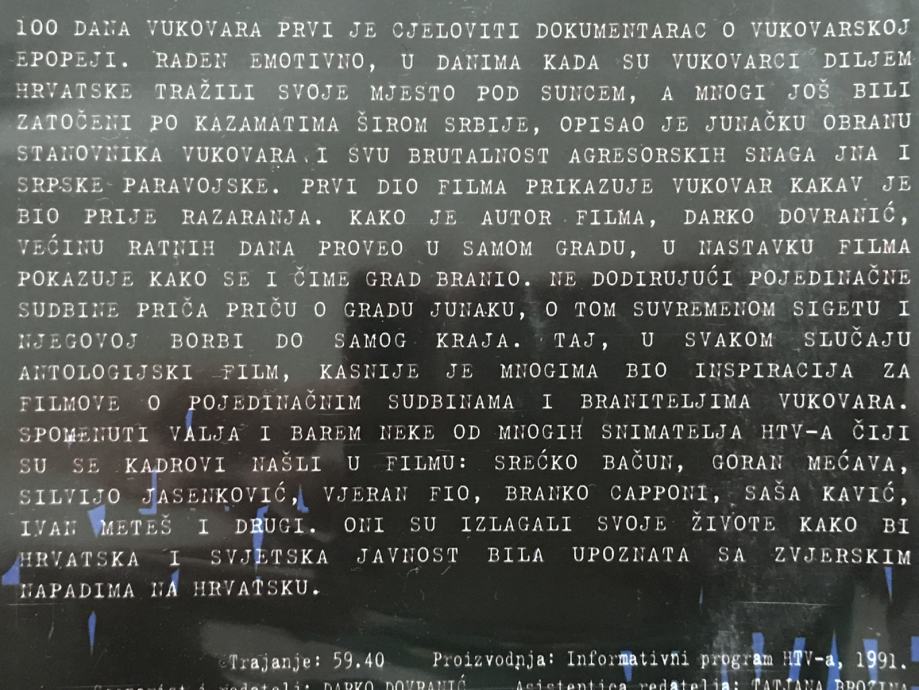 100 DANA VUKOVARA PRVI JE CJELOVITI DOKUMENTARAC O VUKOVARSKOJ
EPOPEJI. RAĐEN EMOTIVNO, U DANIMA KADA SU VUKOVARCI DILJEM
HRVATSKE TRAŽILI SVOJE MJESTO POD SUNCEM, A MNOGI JOŠ BILI
ZATOČENI PO KAZAMATIMA ŠIROM SRBIJE, OPISAO JE JUNAČKU OBRANU
STANOVNIKA VUKOVARA I SVU BRUTALNOST AGRESORSKIH SNAGA JNA I
SRPSKE PARAVOJSKE. PRVI DIO FILMA PRIKAZUJE VUKOVAR KAKAV JE
BIO PRIJE RAZARANJA. KAKO JE AUTOR FILMA, DARKO DOVRANIĆ,
VEĆINU RATNIH DANA PROVEO U SAMOM GRADU, U NASTAVKU FILMA
POKAZUJE KAKO SE I ČIME GRAD BRANIO. NE DODIRUJUĆI POJEDINAČNE
SUDBINE PRIČA PRIČU O GRADU JUNAKU, O TOM SUVREMENOM SIGETU I
NJEGOVOJ BORBI DO SAMOG KRAJA. TAJ, U SVAKOM SLUČAJU
ANTOLOGIJSKI FILM, KASNIJE JE MNOGIMA BIO INSPIRACIJA ZA
FILMOVE O POJEDINAČNIM SUDBINAMA I BRANITELJIMA VUKOVARA.
SPOMENUTI VALJA I BAREM NEKE OD MNOGIH SNIMATELJA HTV-A ČIJI
SU SE KADROVI NAŠLI U FILMU: SREĆKO BAČUN, GORAN MEĆAVA,
SILVIJO JASENKOVIĆ, VJERAN FIO, BRANKO CAPPONI, SAŠA KAVIĆ,
IVAN METEŠ I DRUGI. ONI SU IZLAGALI SVOJE ŽIVOTE KAKO BI
HRVATSKA I SVJETSKA JAVNOST BILA UPOZNATA SA ZVJERSKIM
NAPADIMA NA HRVATSKU.
Trajanje: 59.40 Proizvodnja: Informativni program HTV-a, 1991.
i redatelj: DARKO DOVRANIĆ Asistentica redatelja: TATJANA